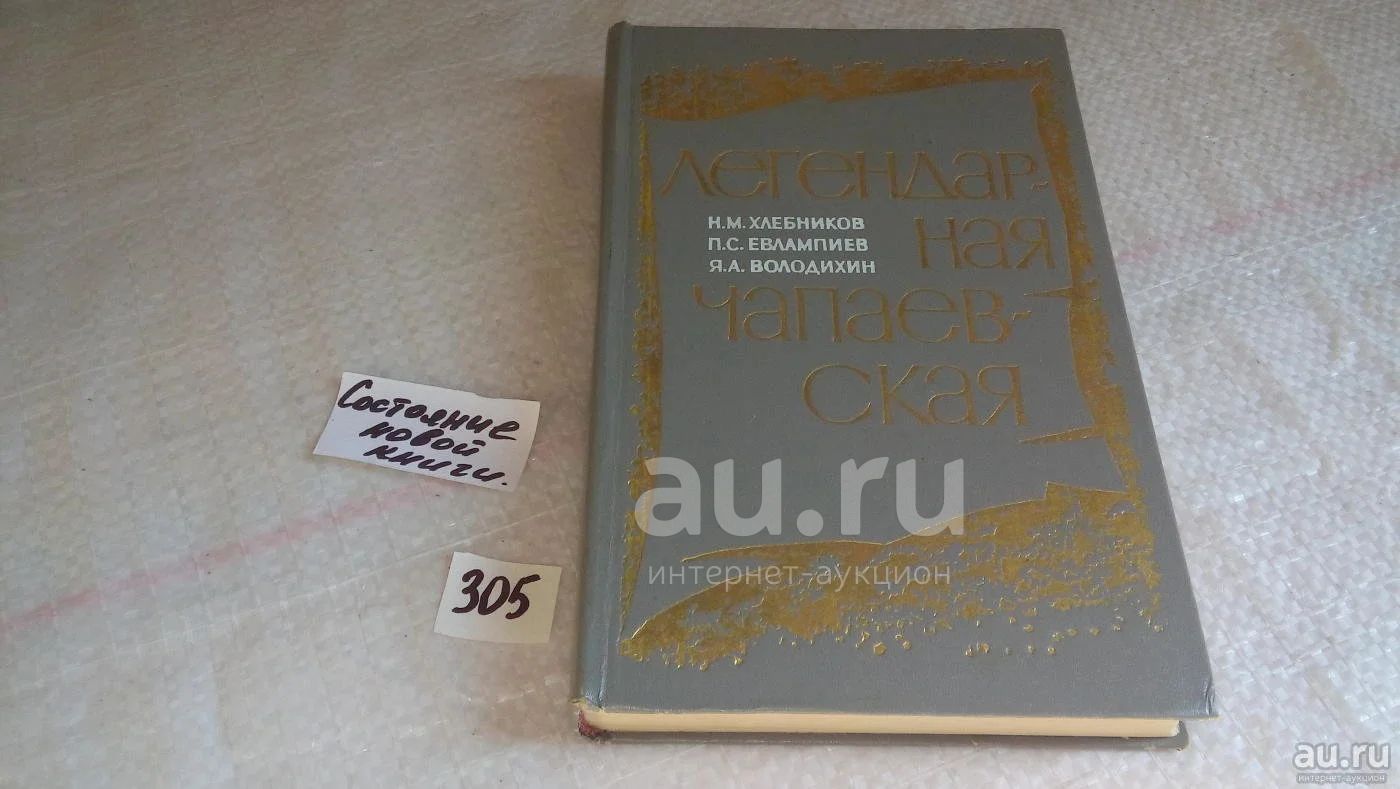 ЛЕГЕНДАР-
Н.М. ХЛЕБНИКОВ
П.С. ЕВЛАМПИЕВ
Я.А. ВОЛОДИХИН
НАЯ
ЧАПАЕВ-
СКАЯ
Состояние
новой
книги.
305
au.ru
интернет-аукцион
au.ru
интернет-аукцион